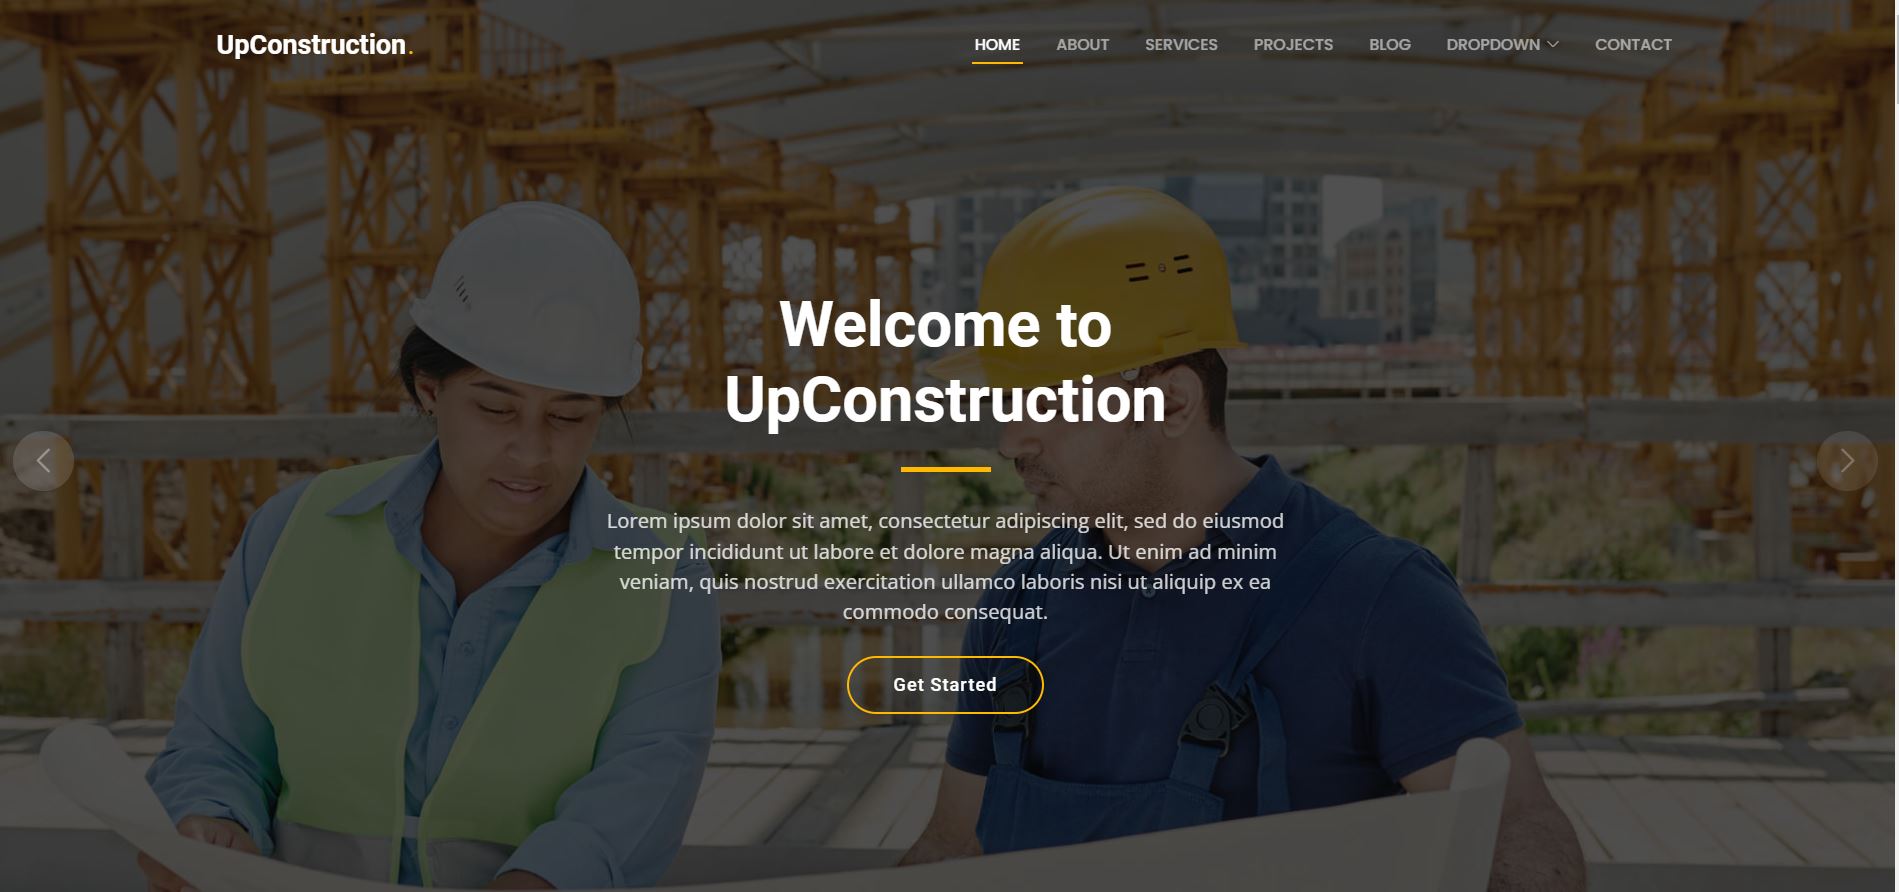 UpConstruction.
HOME ABOUT SERVICES PROJECTS BLOG DROPDOWN CONTACT
Welcome to
UpConstruction
Lorem ipsum dolor sit amet, consectetur adipiscing elit, sed do eiusmod
tempor incididunt ut labore et dolore magna aliqua. Ut enim ad minim
veniam, quis nostrud exercitation ullamco laboris nisi ut aliquip ex ea
commodo consequat.
Get Started